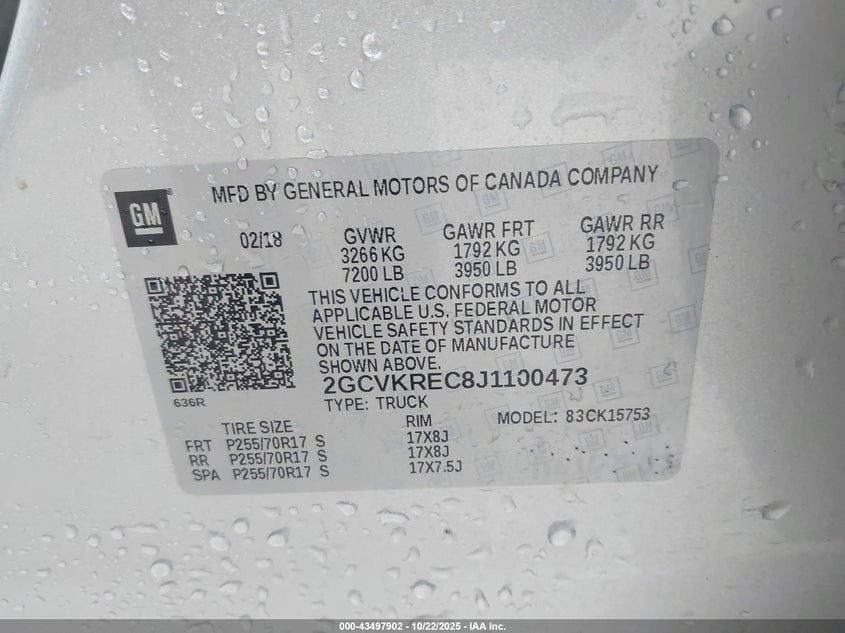 MFD BY GENERAL MOTORS OF CANADA COMPANY
GM
02/18
GVWR
3266 KG
7200 LB
GAWR FRT
1792 KG
3950 LB
GAWR RR
1792 KG
3950 LB
THIS VEHICLE CONFORMS TO ALL
APPLICABLE U.S. FEDERAL MOTOR
VEHICLE SAFETY STANDARDS IN EFFECT
ON THE DATE OF MANUFACTURE
SHOWN ABOVE.
2GCVKREC8J1100473
636R
TYPE: TRUCK
MODEL: 83CK15753
TIRE SIZE
RIM
FRT P255/70R17 S 17X8J
RR P255/70R17 S 17X8J
SPA P255/70R17 S 17X7.5J
000-43497902 - 10/22/2025 - IAA Inc.